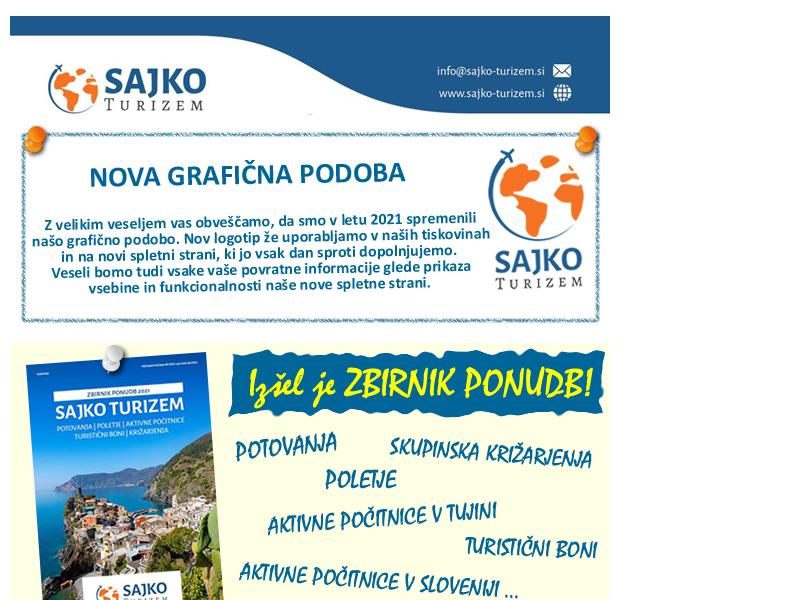 SAJKO
TURIZEM
info@sajko-turizem.si
www.sajko-turizem.si
NOVA GRAFIČNA PODOBA
Z velikim veseljem vas obveščamo, da smo v letu 2021 spremenili
našo grafično podobo. Nov logotip že uporabljamo v naših tiskovinah
in na novi spletni strani, ki jo vsak dan sproti dopolnjujemo.
Veseli bomo tudi vsake vaše povratne informacije glede prikaza
vsebine in funkcionalnosti naše nove spletne strani.
SAJKO
TURIZEM
ZBIRNIK PONUDB 2021
SAJKO TURIZEM
POTOVANJA | POLETJE | AKTIVNE POČITNICE
TURISTIČNI BONI | KRIŽARJENJA
SAJKO
TURIZEM
Izšel je ZBIRNIK PONUDB!
POTOVANJA
SKUPINSKA KRIŽARJENJA
POLETJE
AKTIVNE POČITNICE V TUJINI
TURISTIČNI BONI
AKTIVNE POČITNICE V SLOVENIJI ...